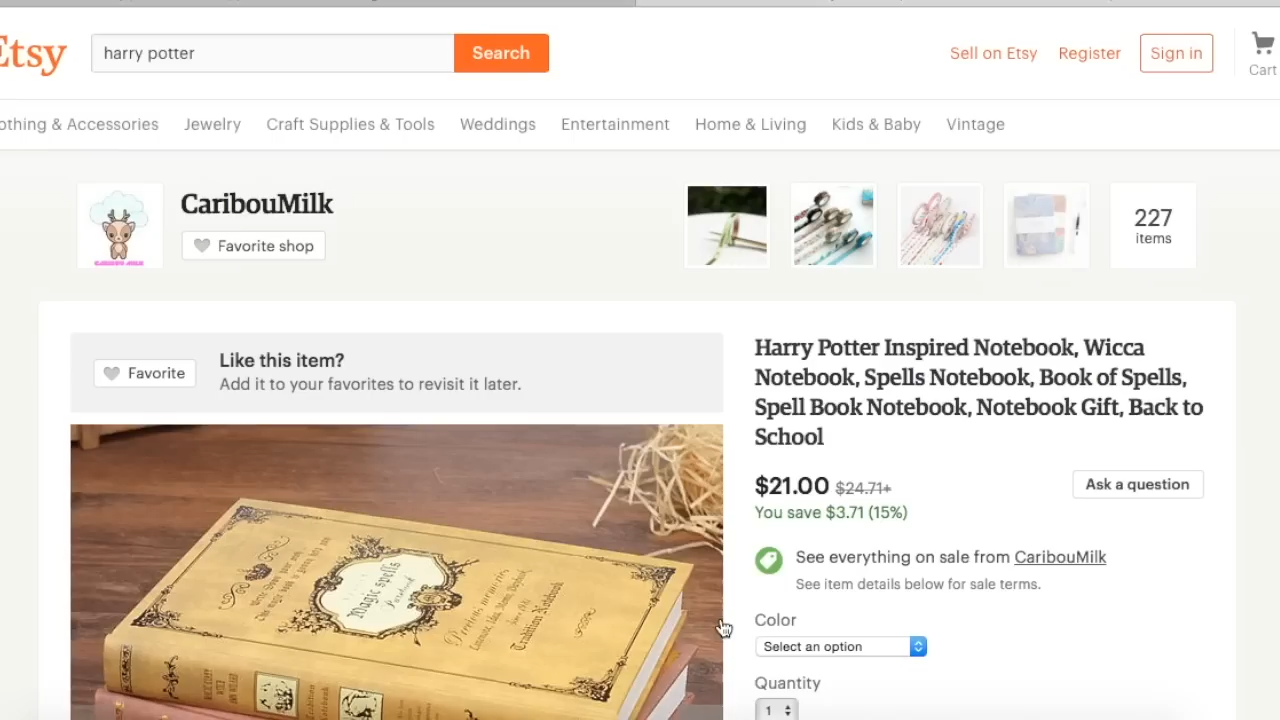 Etsy
harry potter
Search
Sell on Etsy
Register
Sign in
Cart
othing & Accessories
Jewelry
Craft Supplies & Tools
Weddings
Entertainment
Home & Living
Kids & Baby
Vintage
CaribouMilk
Favorite shop
CARIBOU MILK
227
items
Favorite
Like this item?
Add it to your favorites to revisit it later.
Harry Potter Inspired Notebook, Wicca
Notebook, Spells Notebook, Book of Spells,
Spell Book Notebook, Notebook Gift, Back to
School
$21.00 $24.71+
Ask a question
You save $3.71 (15%)
See everything on sale from CaribouMilk
See item details below for sale terms.
Color
Select an option
Quantity
1
Magic spells
Tradition Notebook